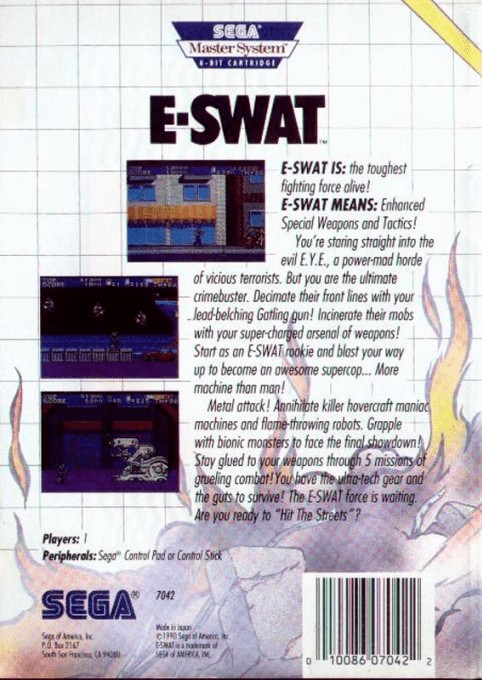 SEGA®
Master System™
8-BIT CARTRIDGE
E-SWAT™
E-SWAT IS: the toughest
fighting force alive!
E-SWAT MEANS: Enhanced
Special Weapons and Tactics!
You're staring straight into the
evil E.Y.E., a power-mad horde
of vicious terrorists. But you are the ultimate
crimebuster. Decimate their front lines with your
lead-belching Gatling gun! Incinerate their mobs
with your super-charged arsenal of weapons!
Start as an E-SWAT rookie and blast your way
up to become an awesome supercop... More
machine than man!
Metal attack! Annihilate killer hovercraft maniac
machines and flame-throwing robots. Grapple
with bionic monsters to face the final showdown!
Stay glued to your weapons through 5 missions of
grueling combat! You have the ultra-tech gear and
the guts to survive! The E-SWAT force is waiting.
Are you ready to "Hit The Streets"?
Players: 1
Peripherals: Sega® Control Pad or Control Stick
SEGA®
7042
Sega of America, Inc.
P.O. Box 2167
South San Francisco, CA 94080
Made in Japan
©1990 Sega of America, Inc.
E-SWAT is a trademark of
SEGA of AMERICA, INC.
0 10086 07042 2